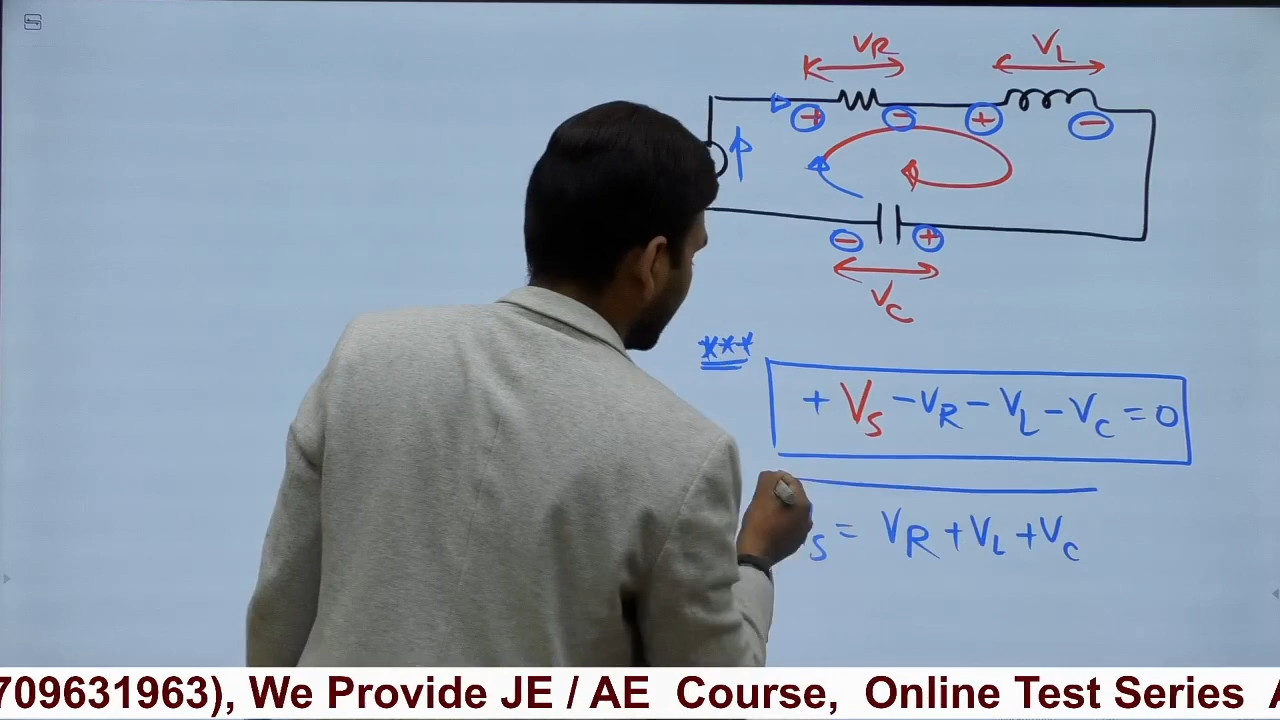 VR
VL
+ - + -
- +
VC
***
+ VS - VR - VL - VC = 0
S = VR + VL + VC
709631963), We Provide JE / AE Course, Online Test Series